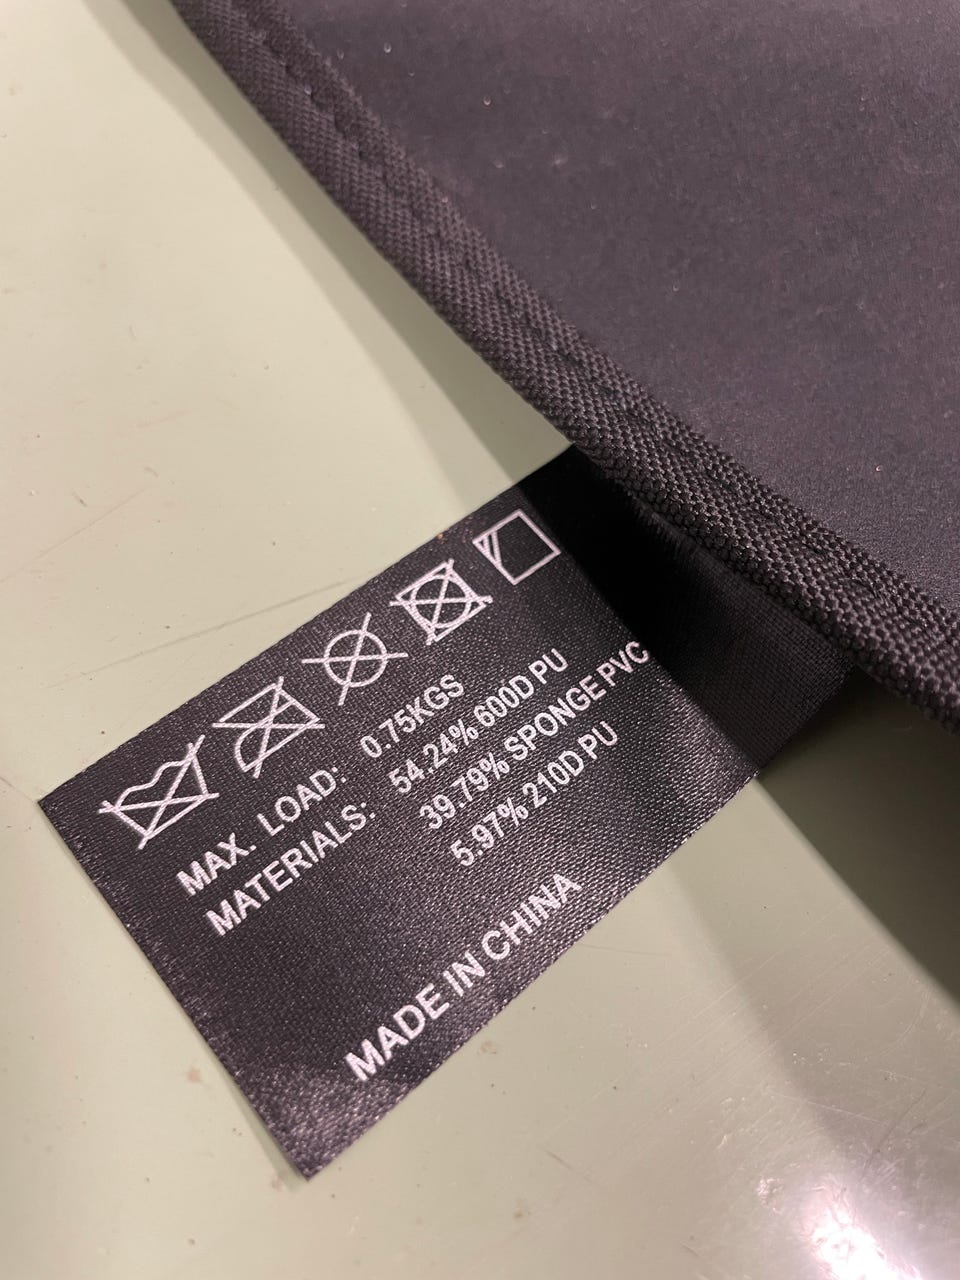 MAX. LOAD: 0.75KGS
MATERIALS: 54.24% 600D PU
39.79% SPONGE PVC
5.97% 210D PU
MADE IN CHINA